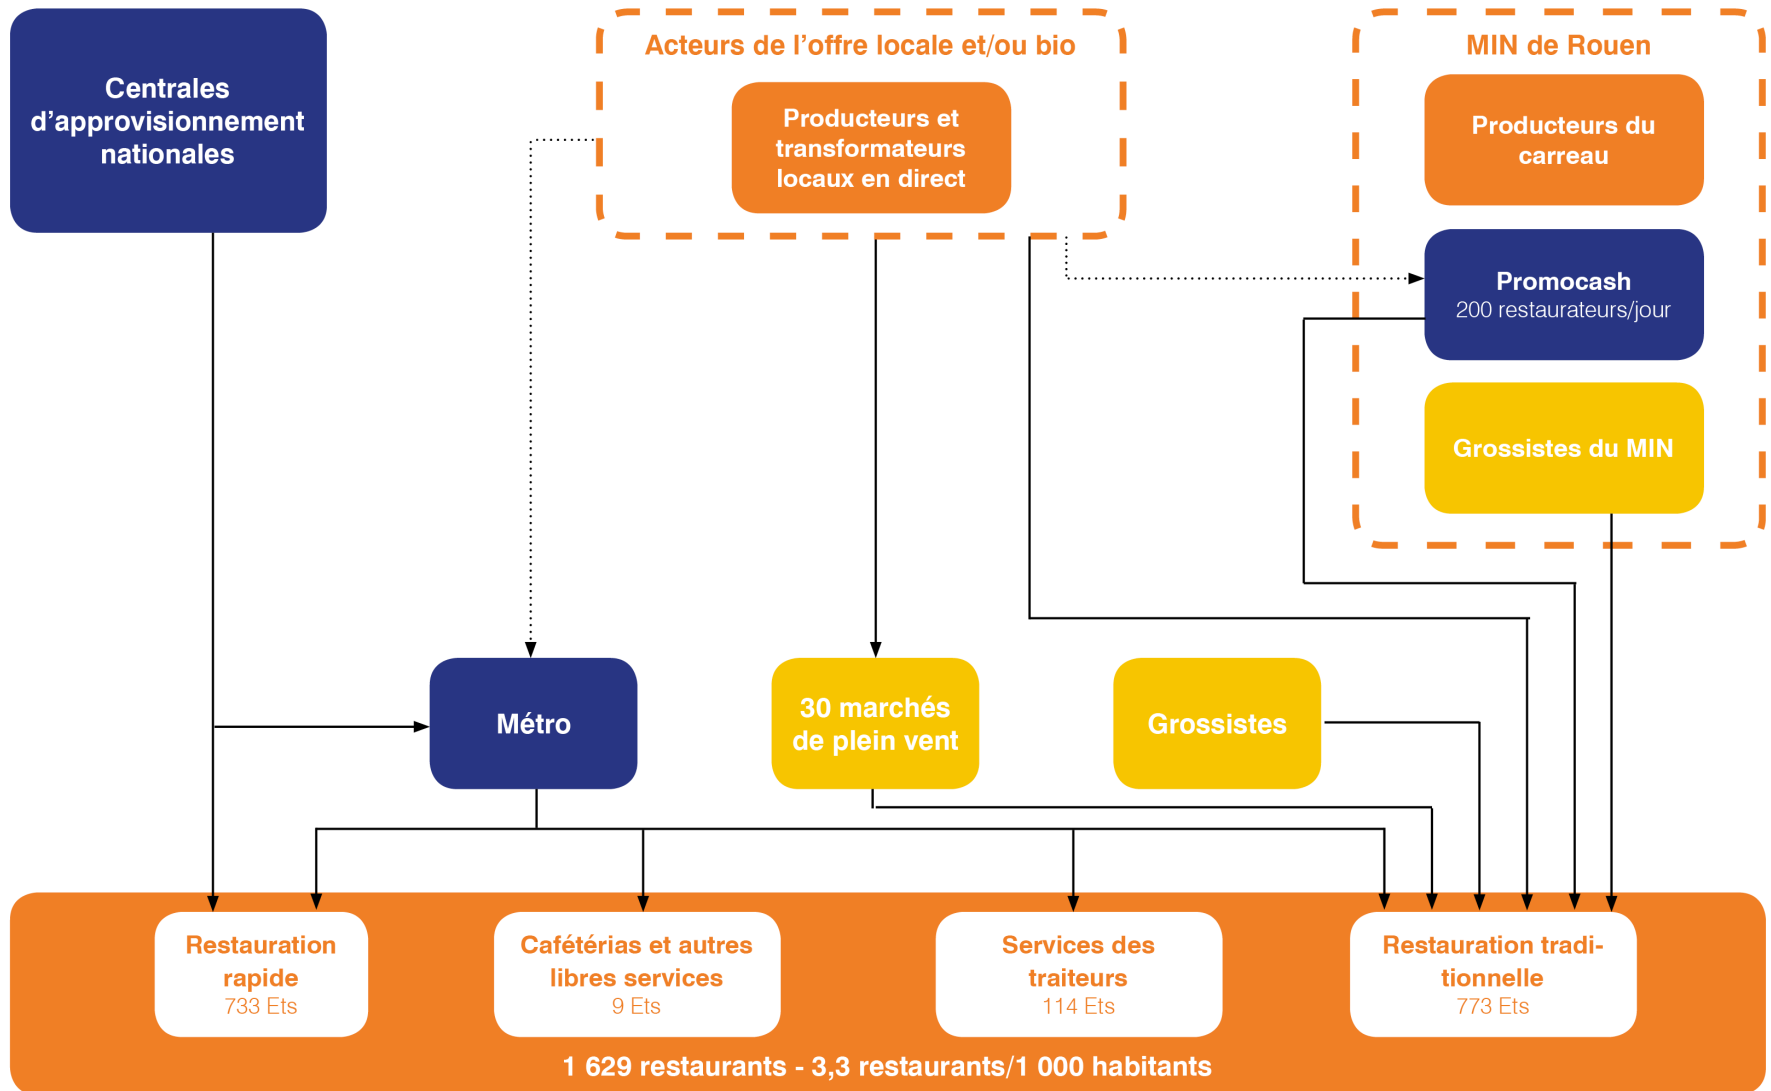 Centrales
d’approvisionnement
nationales
Acteurs de l’offre locale et/ou bio
Producteurs et
transformateurs
locaux en direct
MIN de Rouen
Producteurs du
carreau
Promocash
200 restaurateurs/jour
Grossistes du MIN
Métro
30 marchés
de plein vent
Grossistes
Restauration
rapide
733 Ets
Cafétérias et autres
libres services
9 Ets
Services des
traiteurs
114 Ets
Restauration tradi-
tionnelle
773 Ets
1 629 restaurants - 3,3 restaurants/1 000 habitants